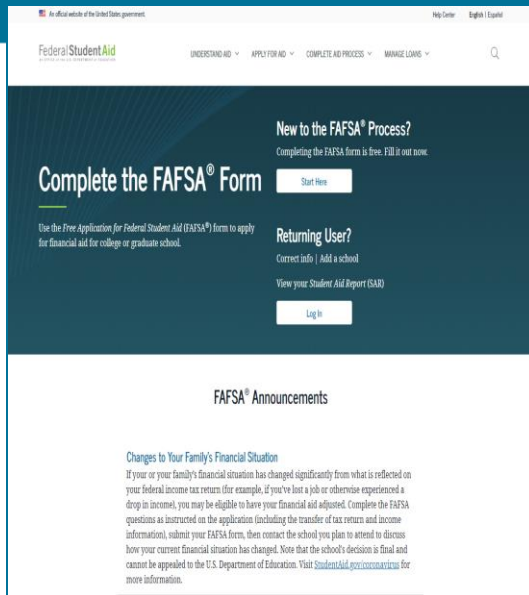 An official website of the United States government.
Help Center English | Español
Federal Student Aid
UNDERSTAND AID APPLY FOR AID COMPLETE AID PROCESS MANAGE LOANS
Complete the FAFSA® Form
Use the Free Application for Federal Student Aid (FAFSA®) form to apply
for financial aid for college or graduate school.
New to the FAFSA® Process?
Completing the FAFSA form is free. Fill it out now.
Start Here
Returning User?
Correct info | Add a school
View your Student Aid Report (SAR)
Log In
FAFSA® Announcements
Changes to Your Family's Financial Situation
If your or your family's financial situation has changed significantly from what is reflected on
your federal income tax return (for example, if you've lost a job or otherwise experienced a
drop in income), you may be eligible to have your financial aid adjusted. Complete the FAFSA
questions as instructed on the application (including the transfer of tax return and income
information), submit your FAFSA form, then contact the school you plan to attend to discuss
how your current financial situation has changed. Note that the school's decision is final and
cannot be appealed to the U.S. Department of Education. Visit StudentAid.gov/coronavirus for
more information.